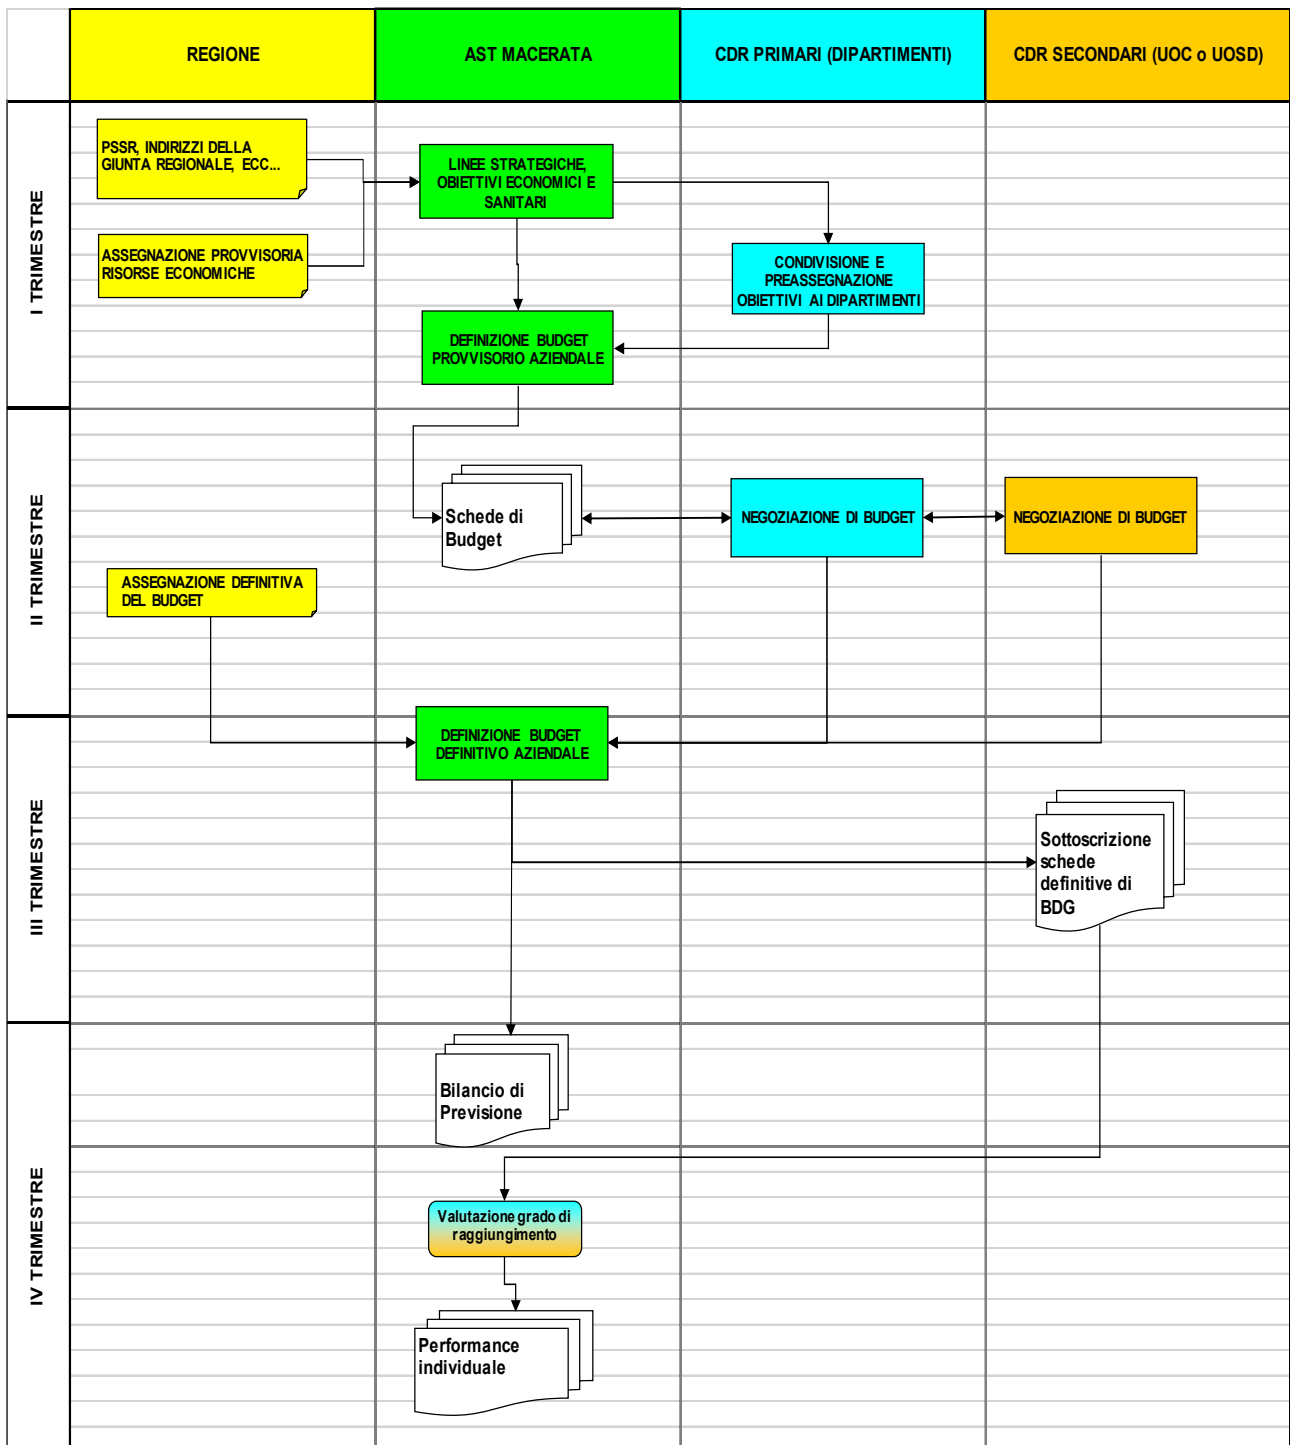 REGIONE
AST MACERATA
CDR PRIMARI (DIPARTIMENTI)
CDR SECONDARI (UOC o UOSD)
I TRIMESTRE
PSSR, INDIRIZZI DELLA
GIUNTA REGIONALE, ECC...
LINEE STRATEGICHE,
OBIETTIVI ECONOMICI E
SANITARI
ASSEGNAZIONE PROVVISORIA
RISORSE ECONOMICHE
CONDIVISIONE E
PREASSEGNAZIONE
OBIETTIVI AI DIPARTIMENTI
DEFINIZIONE BUDGET
PROVVISORIO AZIENDALE
II TRIMESTRE
Schede di
Budget
NEGOZIAZIONE DI BUDGET
NEGOZIAZIONE DI BUDGET
ASSEGNAZIONE DEFINITIVA
DEL BUDGET
III TRIMESTRE
DEFINIZIONE BUDGET
DEFINITIVO AZIENDALE
Sottoscrizione
schede
definitive di
BDG
IV TRIMESTRE
Bilancio di
Previsione
Valutazione grado di
raggiungimento
Performance
individuale